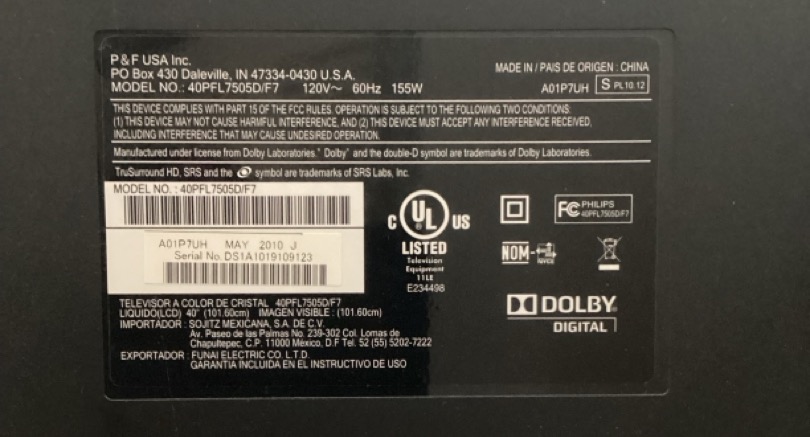 P & F USA Inc.
PO Box 430 Daleville, IN 47334-0430 U.S.A.
MODEL NO.: 40PFL7505D/F7 120V~ 60Hz 155W
MADE IN / PAIS DE ORIGEN : CHINA
A01P7UH S PL10.12
THIS DEVICE COMPLIES WITH PART 15 OF THE FCC RULES. OPERATION IS SUBJECT TO THE FOLLOWING TWO CONDITIONS:
(1) THIS DEVICE MAY NOT CAUSE HARMFUL INTERFERENCE, AND (2) THIS DEVICE MUST ACCEPT ANY INTERFERENCE RECEIVED,
INCLUDING INTERFERENCE THAT MAY CAUSE UNDESIRED OPERATION.
Manufactured under license from Dolby Laboratories. "Dolby" and the double-D symbol are trademarks of Dolby Laboratories.
TruSurround HD, SRS and the symbol are trademarks of SRS Labs, Inc.
MODEL NO. : 40PFL7505D/F7
A01P7UH MAY 2010 J
Serial No. DS1A1019109123
C UL US
LISTED
Television
Equipment
11LE
E234498
FC PHILIPS
40PFL7505D/F7
NOM
NYCE
DOLBY
DIGITAL
TELEVISOR A COLOR DE CRISTAL 40PFL7505D/F7
LIQUIDO(LCD) 40" (101.60cm) IMAGEN VISIBLE : (101.60cm)
IMPORTADOR : SOJITZ MEXICANA, S.A. DE C.V.
Av. Paseo de las Palmas No. 239-302 Col. Lomas de
Chapultepec, C.P. 11000 México, D.F Tel. 52 (55) 5202-7222
EXPORTADOR : FUNAI ELECTRIC CO. L.T.D.
GARANTIA INCLUIDA EN EL INSTRUCTIVO DE USO